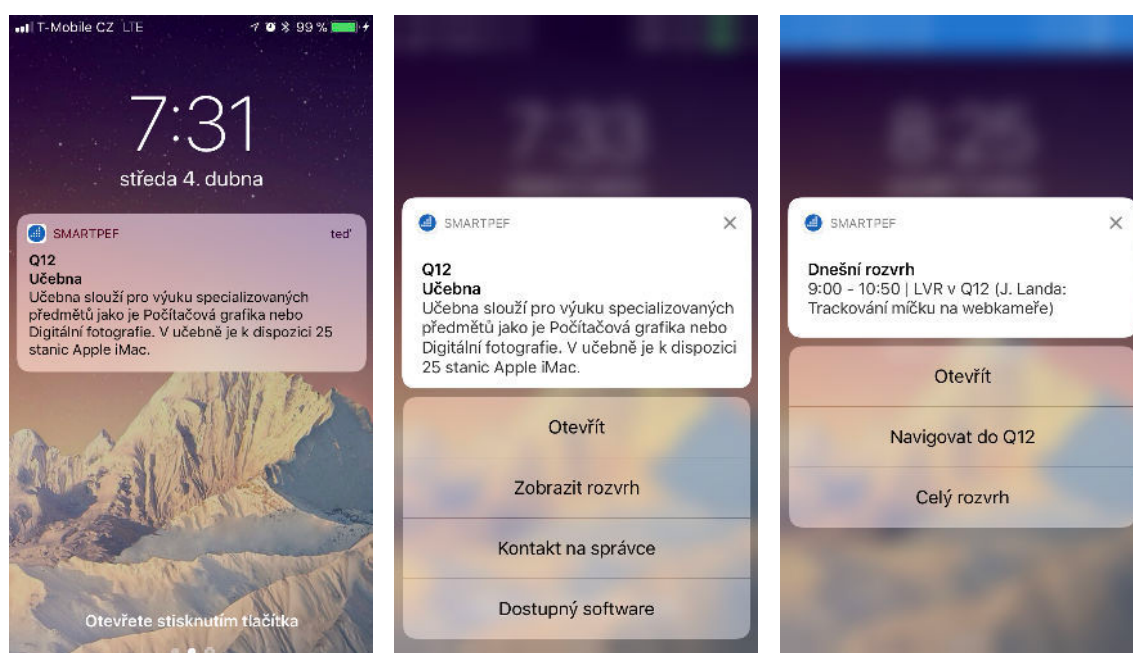 T-Mobile CZ LTE
99 %
7:31
středa 4. dubna
SMARTPEF
teď
Q12
Učebna
Učebna slouží pro výuku specializovaných
předmětů jako je Počítačová grafika nebo
Digitální fotografie. V učebně je k dispozici 25
stanic Apple iMac.
Otevřete stisknutím tlačítka
7:33
SMARTPEF
Q12
Učebna
Učebna slouží pro výuku specializovaných
předmětů jako je Počítačová grafika nebo
Digitální fotografie. V učebně je k dispozici
25 stanic Apple iMac.
Otevřít
Zobrazit rozvrh
Kontakt na správce
Dostupný software
8:25
SMARTPEF
Dnešní rozvrh
9:00 - 10:50 | LVR v Q12 (J. Landa:
Trackování míčku na webkameře)
Otevřít
Navigovat do Q12
Celý rozvrh